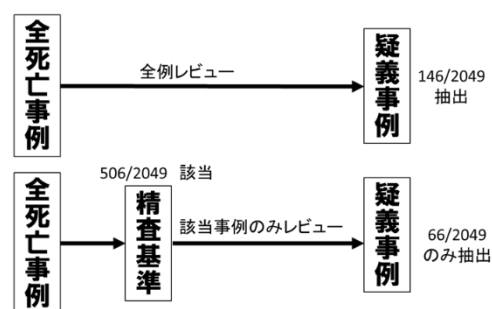 全死亡事例
全例レビュー
疑義事例
146/2049
抽出
全死亡事例
506/2049 該当
精査基準
該当事例のみレビュー
疑義事例
66/2049
のみ抽出